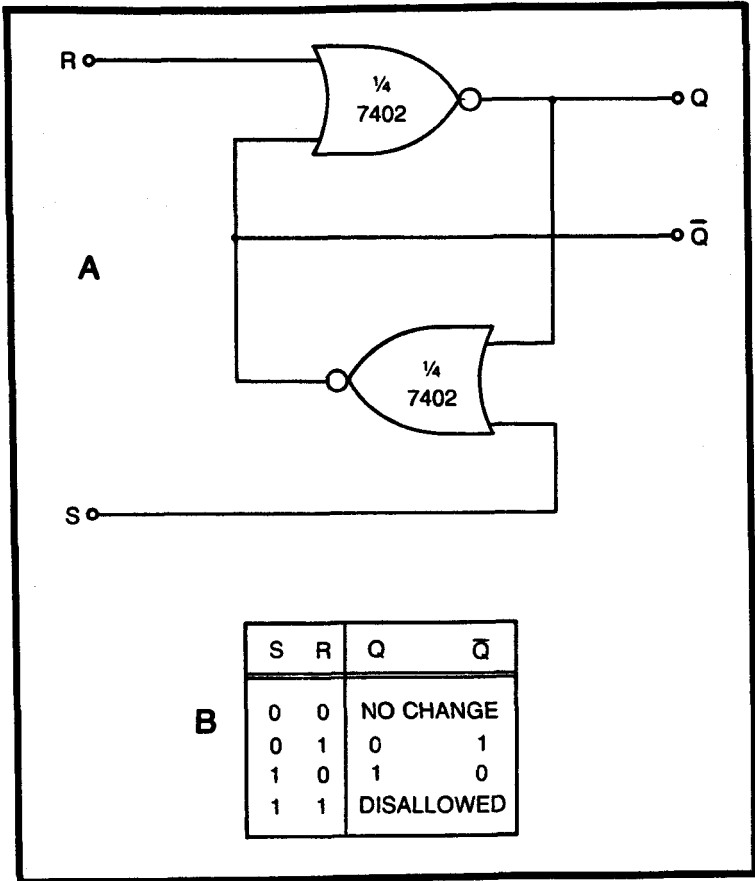 R
¼
7402
Q
Q̅
A
¼
7402
S
B
S R Q Q̅
0 0 NO CHANGE
0 1 0 1
1 0 1 0
1 1 DISALLOWED